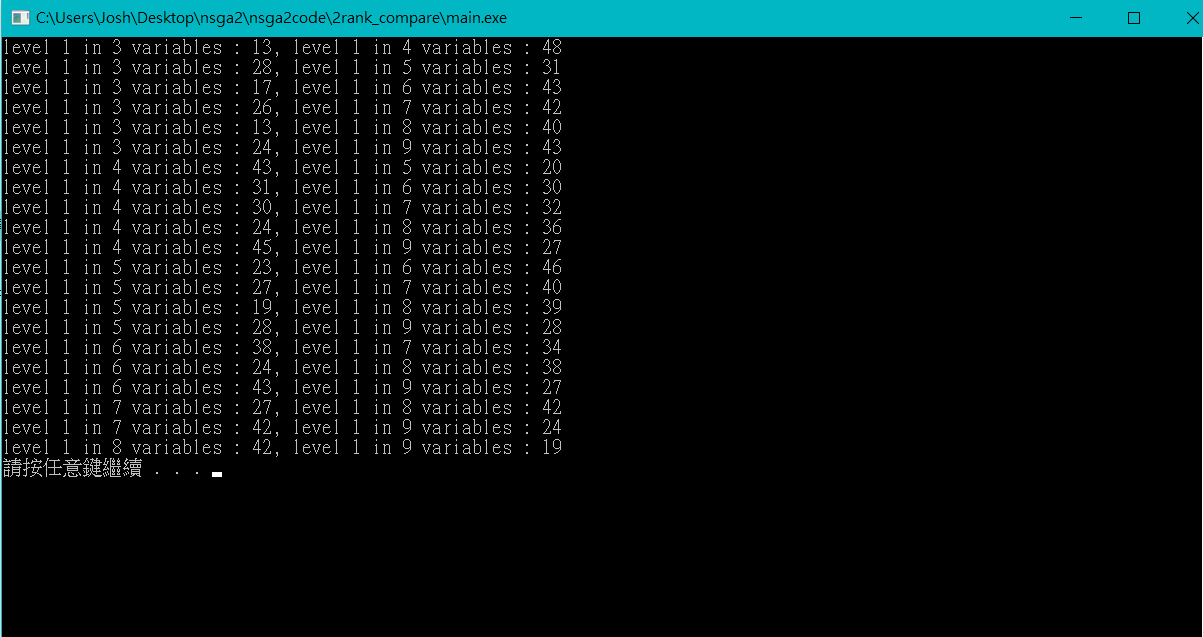 C:\Users\Josh\Desktop\nsga2\nsga2code\2rank_compare\main.exe
level 1 in 3 variables : 13, level 1 in 4 variables : 48
level 1 in 3 variables : 28, level 1 in 5 variables : 31
level 1 in 3 variables : 17, level 1 in 6 variables : 43
level 1 in 3 variables : 26, level 1 in 7 variables : 42
level 1 in 3 variables : 13, level 1 in 8 variables : 40
level 1 in 3 variables : 24, level 1 in 9 variables : 43
level 1 in 4 variables : 43, level 1 in 5 variables : 20
level 1 in 4 variables : 31, level 1 in 6 variables : 30
level 1 in 4 variables : 30, level 1 in 7 variables : 32
level 1 in 4 variables : 24, level 1 in 8 variables : 36
level 1 in 4 variables : 45, level 1 in 9 variables : 27
level 1 in 5 variables : 23, level 1 in 6 variables : 46
level 1 in 5 variables : 27, level 1 in 7 variables : 40
level 1 in 5 variables : 19, level 1 in 8 variables : 39
level 1 in 5 variables : 28, level 1 in 9 variables : 28
level 1 in 6 variables : 38, level 1 in 7 variables : 34
level 1 in 6 variables : 24, level 1 in 8 variables : 38
level 1 in 6 variables : 43, level 1 in 9 variables : 27
level 1 in 7 variables : 27, level 1 in 8 variables : 42
level 1 in 7 variables : 42, level 1 in 9 variables : 24
level 1 in 8 variables : 42, level 1 in 9 variables : 19
請按任意鍵繼續 . . .